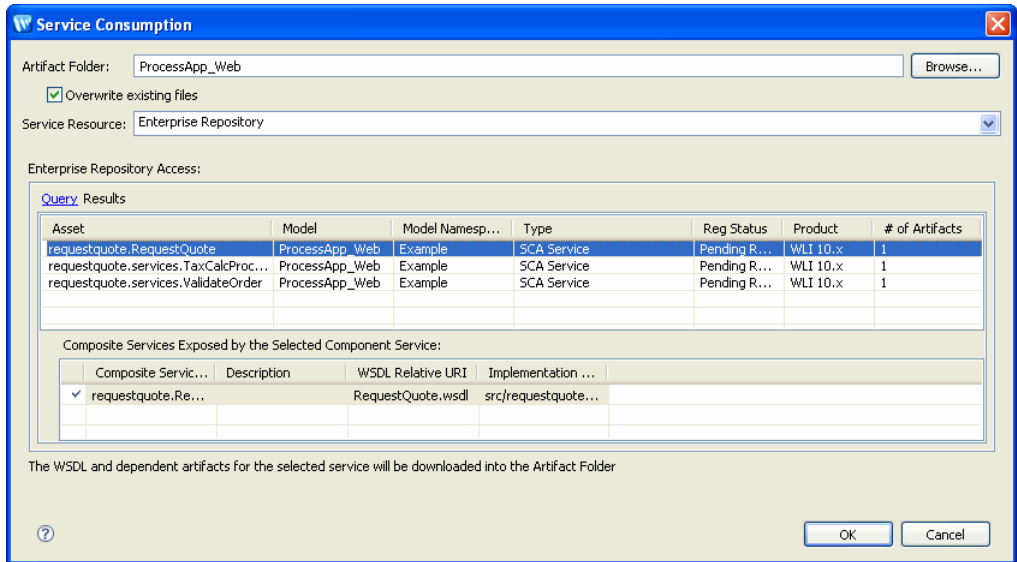 Service Consumption
Artifact Folder: ProcessApp_Web Browse...
Overwrite existing files
Service Resource: Enterprise Repository
Enterprise Repository Access:
Query Results
Asset Model Model Namesp... Type Reg Status Product # of Artifacts
requestquote.RequestQuote ProcessApp_Web Example SCA Service Pending R... WLI 10.x 1
requestquote.services.TaxCalcProc... ProcessApp_Web Example SCA Service Pending R... WLI 10.x 1
requestquote.services.ValidateOrder ProcessApp_Web Example SCA Service Pending R... WLI 10.x 1
Composite Services Exposed by the Selected Component Service:
Composite Servic... Description WSDL Relative URI Implementation ...
requestquote.Re... RequestQuote.wsdl src/requestquote...
The WSDL and dependent artifacts for the selected service will be downloaded into the Artifact Folder
? OK Cancel